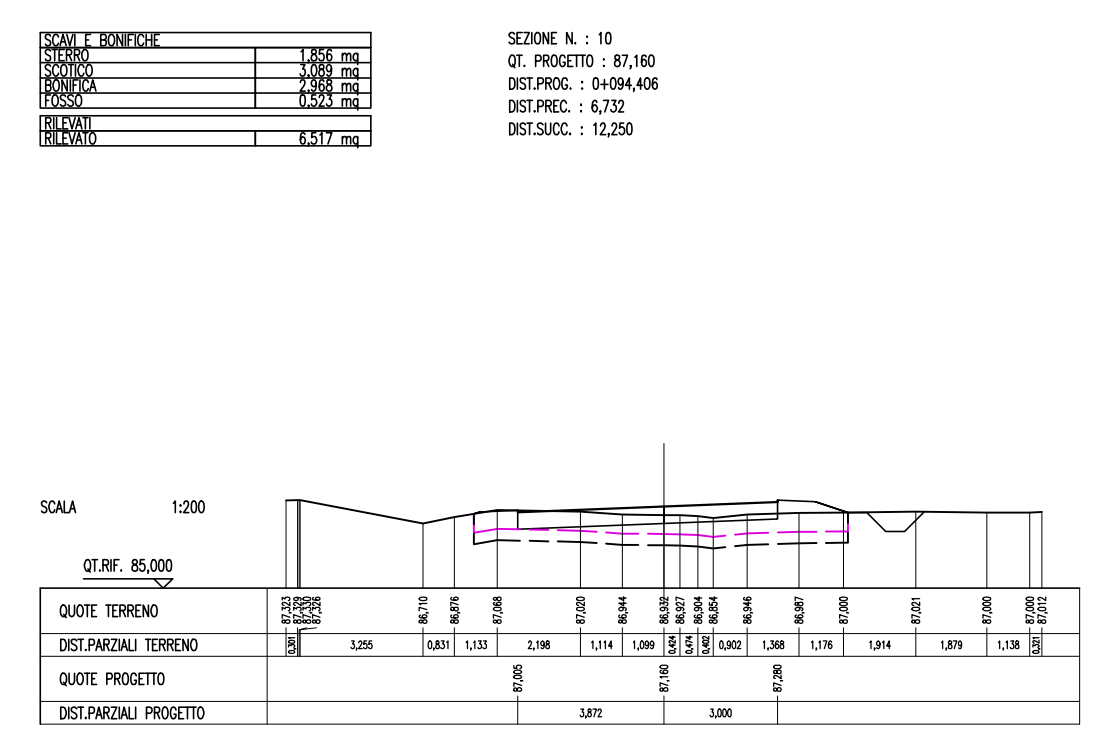 SCAVI E BONIFICHE
STERRO 1,856 mq
SCOTICO 3,089 mq
BONIFICA 2,968 mq
FOSSO 0,523 mq
RILEVATI
RILEVATO 6,517 mq
SEZIONE N. : 10
QT. PROGETTO : 87,160
DIST.PROG. : 0+094,406
DIST.PREC. : 6,732
DIST.SUCC. : 12,250
SCALA 1:200
QT.RIF. 85,000
QUOTE TERRENO 87,323 87,329 87,330 87,326 86,710 86,876 87,068 87,020 86,944 86,932 86,927 86,904 86,854 86,946 86,987 87,000 87,021 87,000 87,000 87,012
DIST.PARZIALI TERRENO 0,301 3,255 0,831 1,133 2,198 1,114 1,099 0,424 0,474 0,402 0,902 1,368 1,176 1,914 1,879 1,138 0,321
QUOTE PROGETTO 87,005 87,160 87,280
DIST.PARZIALI PROGETTO 3,872 3,000